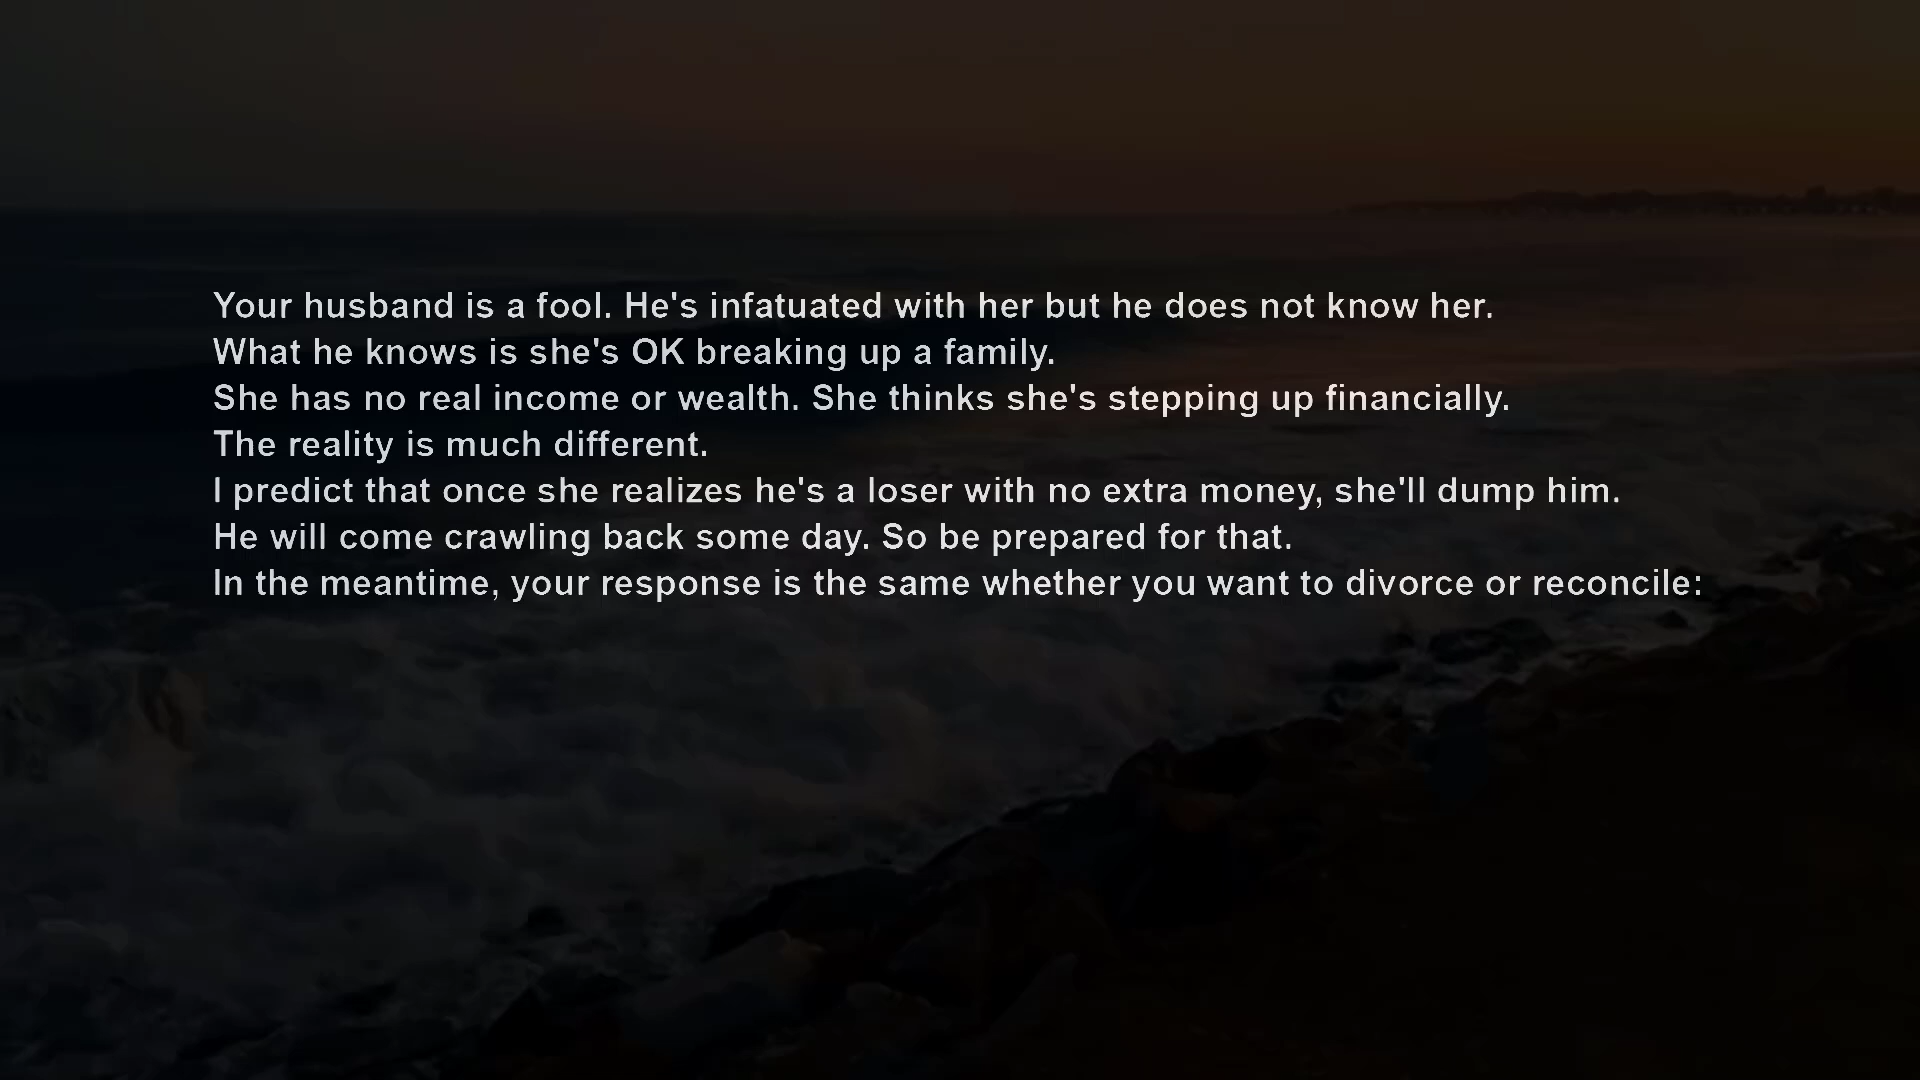 Your husband is a fool. He's infatuated with her but he does not know her.
What he knows is she's OK breaking up a family.
She has no real income or wealth. She thinks she's stepping up financially.
The reality is much different.
I predict that once she realizes he's a loser with no extra money, she'll dump him.
He will come crawling back some day. So be prepared for that.
In the meantime, your response is the same whether you want to divorce or reconcile: